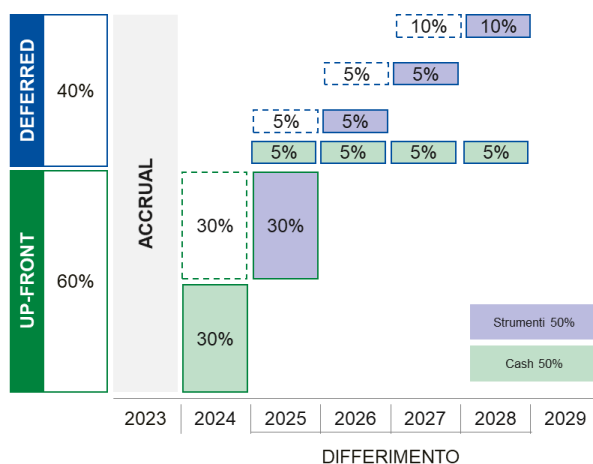 DEFERRED
40%
UP-FRONT
60%
ACCRUAL
10% 10%
5% 5%
5% 5%
5% 5% 5% 5%
30% 30%
30%
Strumenti 50%
Cash 50%
2023 2024 2025 2026 2027 2028 2029
DIFFERIMENTO